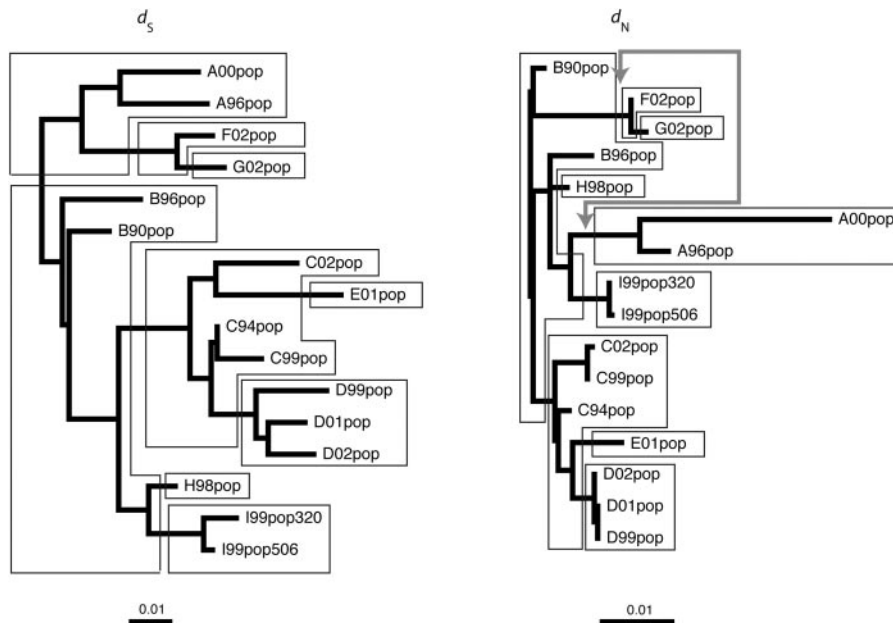 dS
A00pop
A96pop
F02pop
G02pop
B96pop
B90pop
C02pop
E01pop
C94pop
C99pop
D99pop
D01pop
D02pop
H98pop
I99pop320
I99pop506
0.01
dN
B90pop
F02pop
G02pop
B96pop
H98pop
A00pop
A96pop
I99pop320
I99pop506
C02pop
C99pop
C94pop
E01pop
D02pop
D01pop
D99pop
0.01